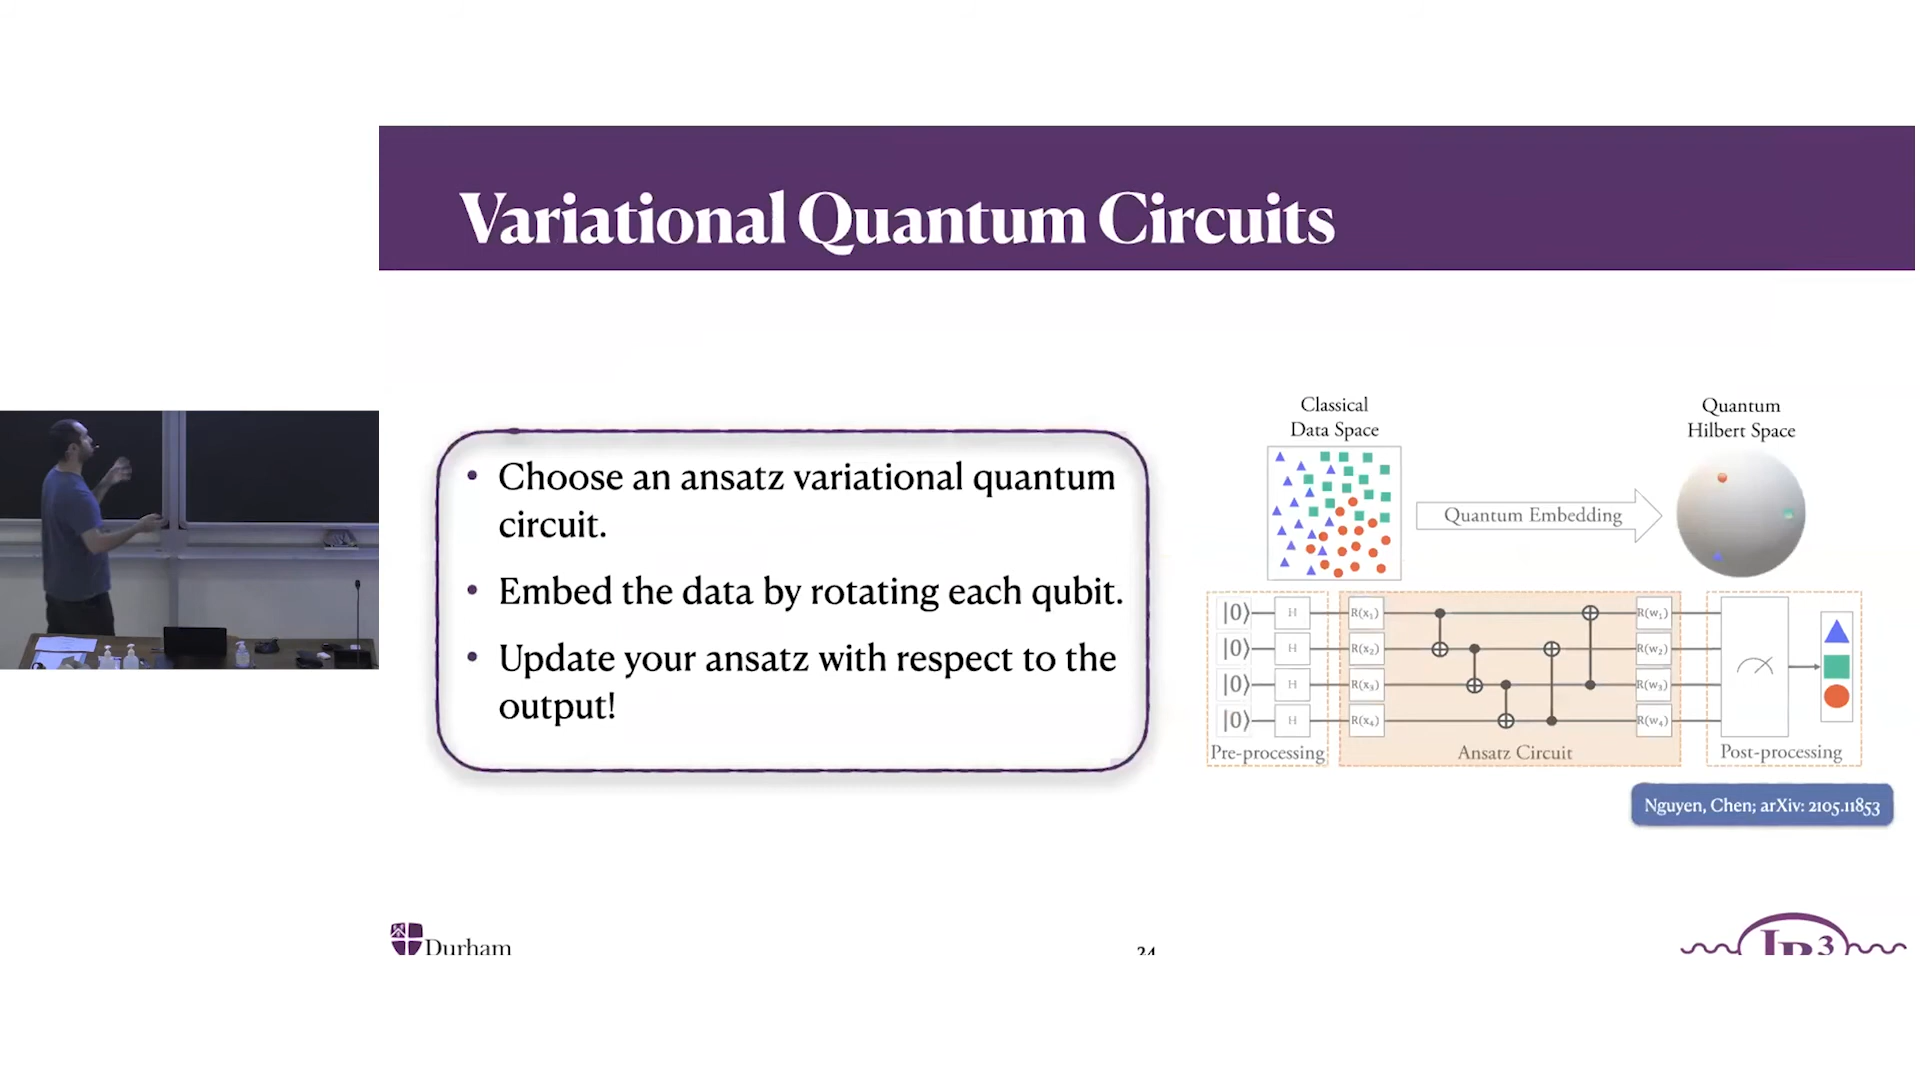 Variational Quantum Circuits
• Choose an ansatz variational quantum
circuit.
• Embed the data by rotating each qubit.
• Update your ansatz with respect to the
output!
Classical
Data Space
Quantum Embedding
Quantum
Hilbert Space
|0⟩ H R(x₁) R(w₁)
|0⟩ H R(x₂) R(w₂)
|0⟩ H R(x₃) R(w₃)
|0⟩ H R(x₄) R(w₄)
Pre-processing
Ansatz Circuit
Post-processing
Nguyen, Chen; arXiv: 2105.11853
Durham
24
IP3